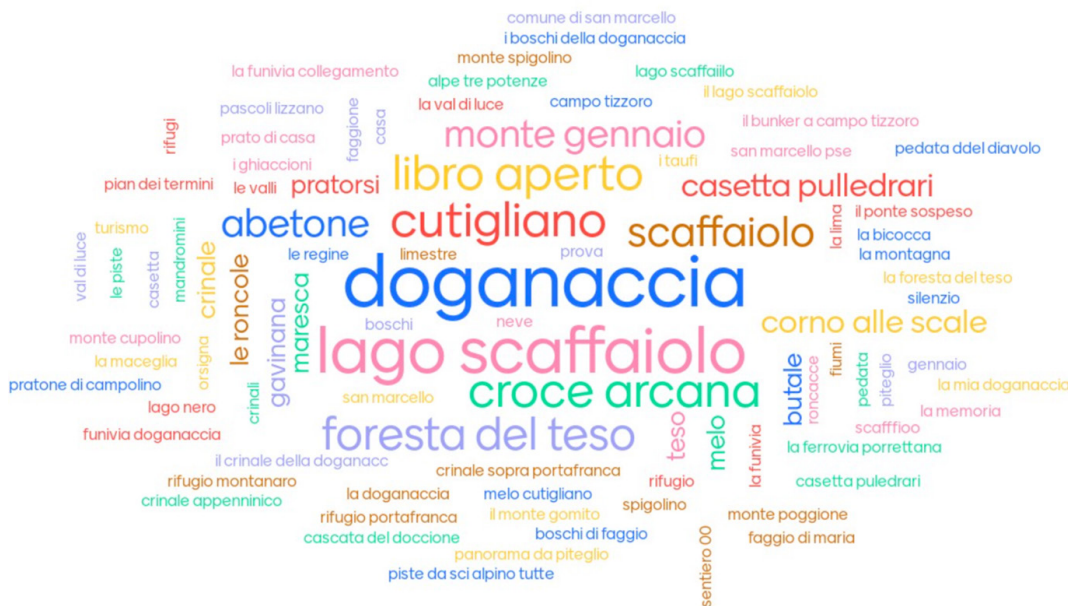 comune di san marcello
i boschi della doganaccia
monte spigolino
la funivia collegamento
lago scaffaiilo
alpe tre potenze
il lago scaffaiolo
pascoli lizzano
faggione
casa
la val di luce
campo tizzoro
rifugi
prato di casa
monte gennaio
il bunker a campo tizzoro
i ghiaccioni
libro aperto
i taufi
san marcello pse
pedata ddel diavolo
pian dei termini
le valli
pratorsi
casetta pulledrari
abetone
cutigliano
scaffaiolo
la lima
il ponte sospeso
turismo
la bicocca
val di luce
le piste
casetta
mandromini
crinale
le roncole
le regine
limestre
prova
la montagna
doganaccia
la foresta del teso
silenzio
gavinana
maresca
boschi
neve
corno alle scale
monte cupolino
lago scaffaiolo
la maceglia
orsigna
butale
roncacce
fiumi
pedata
piteglio
gennaio
pratone di campolino
crinali
san marcello
croce arcana
la mia doganaccia
lago nero
la memoria
funivia doganaccia
foresta del teso
teso
melo
la funivia
scafffioo
la ferrovia porrettana
il crinale della doganacc
crinale sopra portafranca
rifugio montanaro
rifugio
casetta puledrari
crinale appenninico
la doganaccia
melo cutigliano
spigolino
rifugio portafranca
il monte gomito
monte poggione
cascata del doccione
boschi di faggio
sentiero 00
faggio di maria
panorama da piteglio
piste da sci alpino tutte